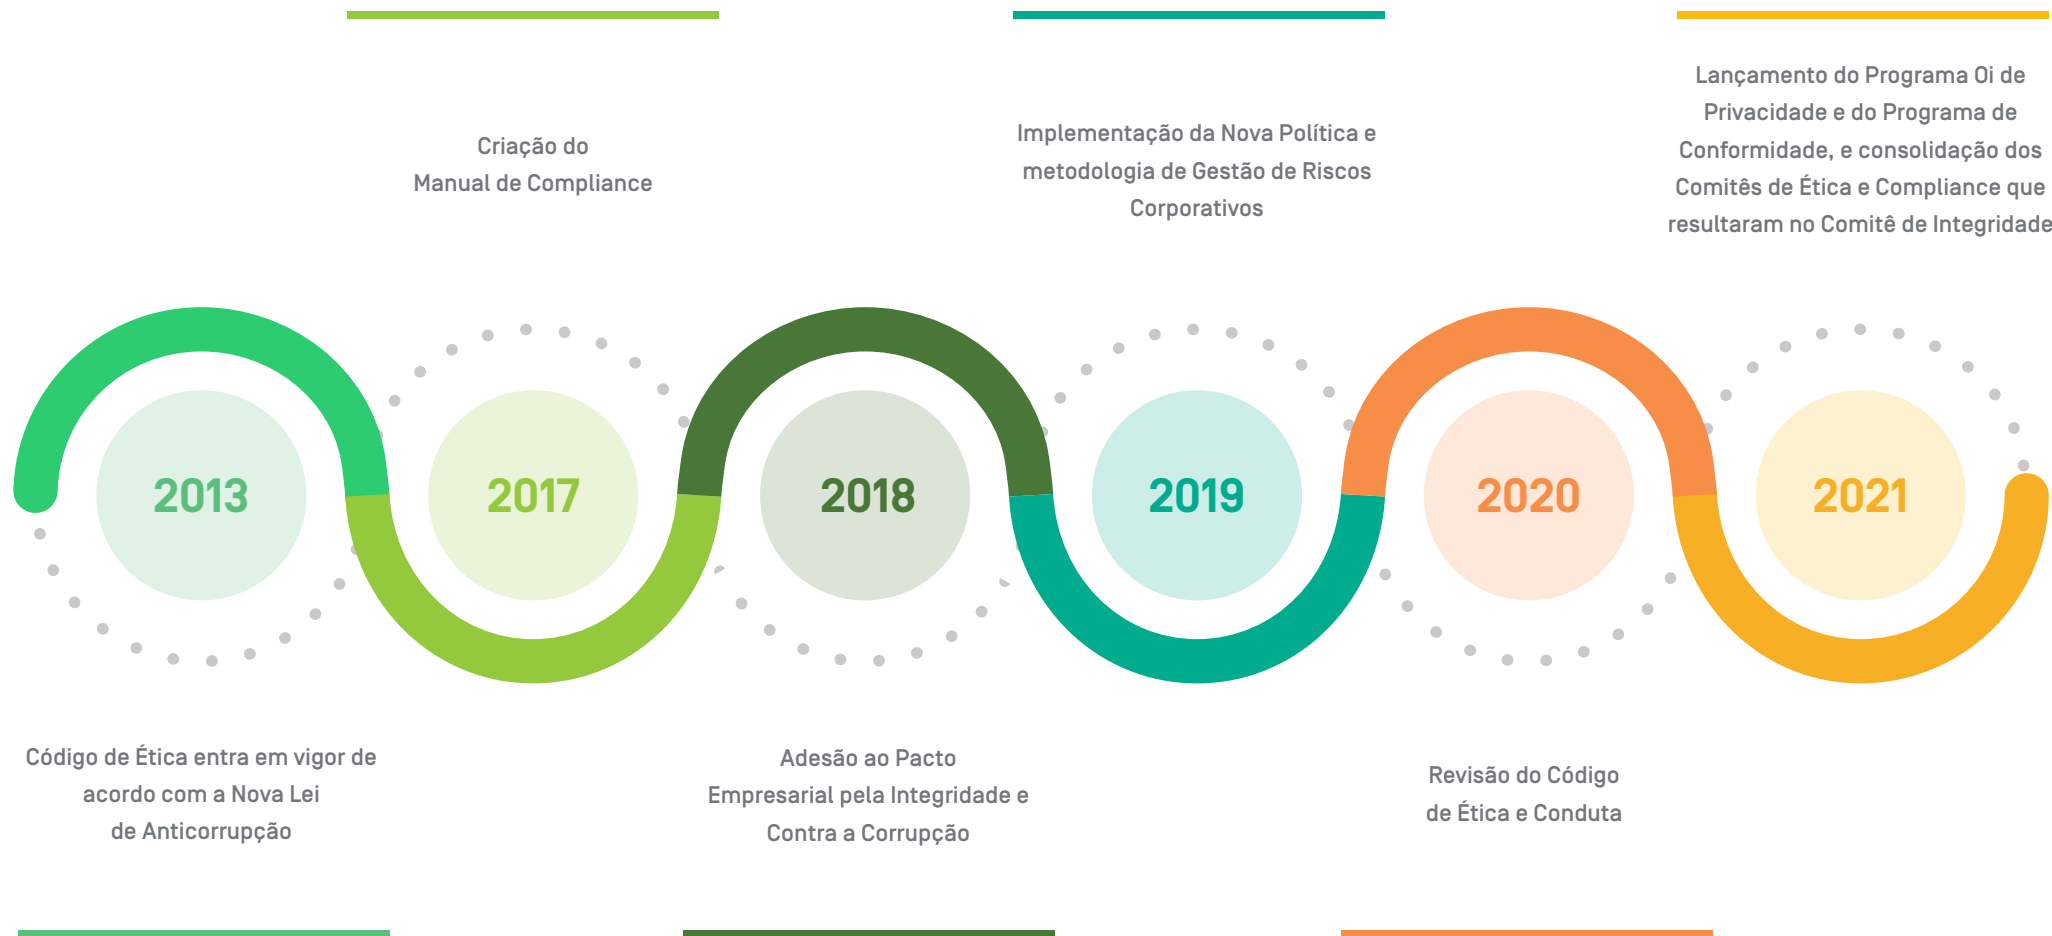 Criação do
Manual de Compliance
Implementação da Nova Política e
metodologia de Gestão de Riscos
Corporativos
Lançamento do Programa Oi de
Privacidade e do Programa de
Conformidade, e consolidação dos
Comitês de Ética e Compliance que
resultaram no Comitê de Integridade
2013
2017
2018
2019
2020
2021
Código de Ética entra em vigor de
acordo com a Nova Lei
de Anticorrupção
Adesão ao Pacto
Empresarial pela Integridade e
Contra a Corrupção
Revisão do Código
de Ética e Conduta